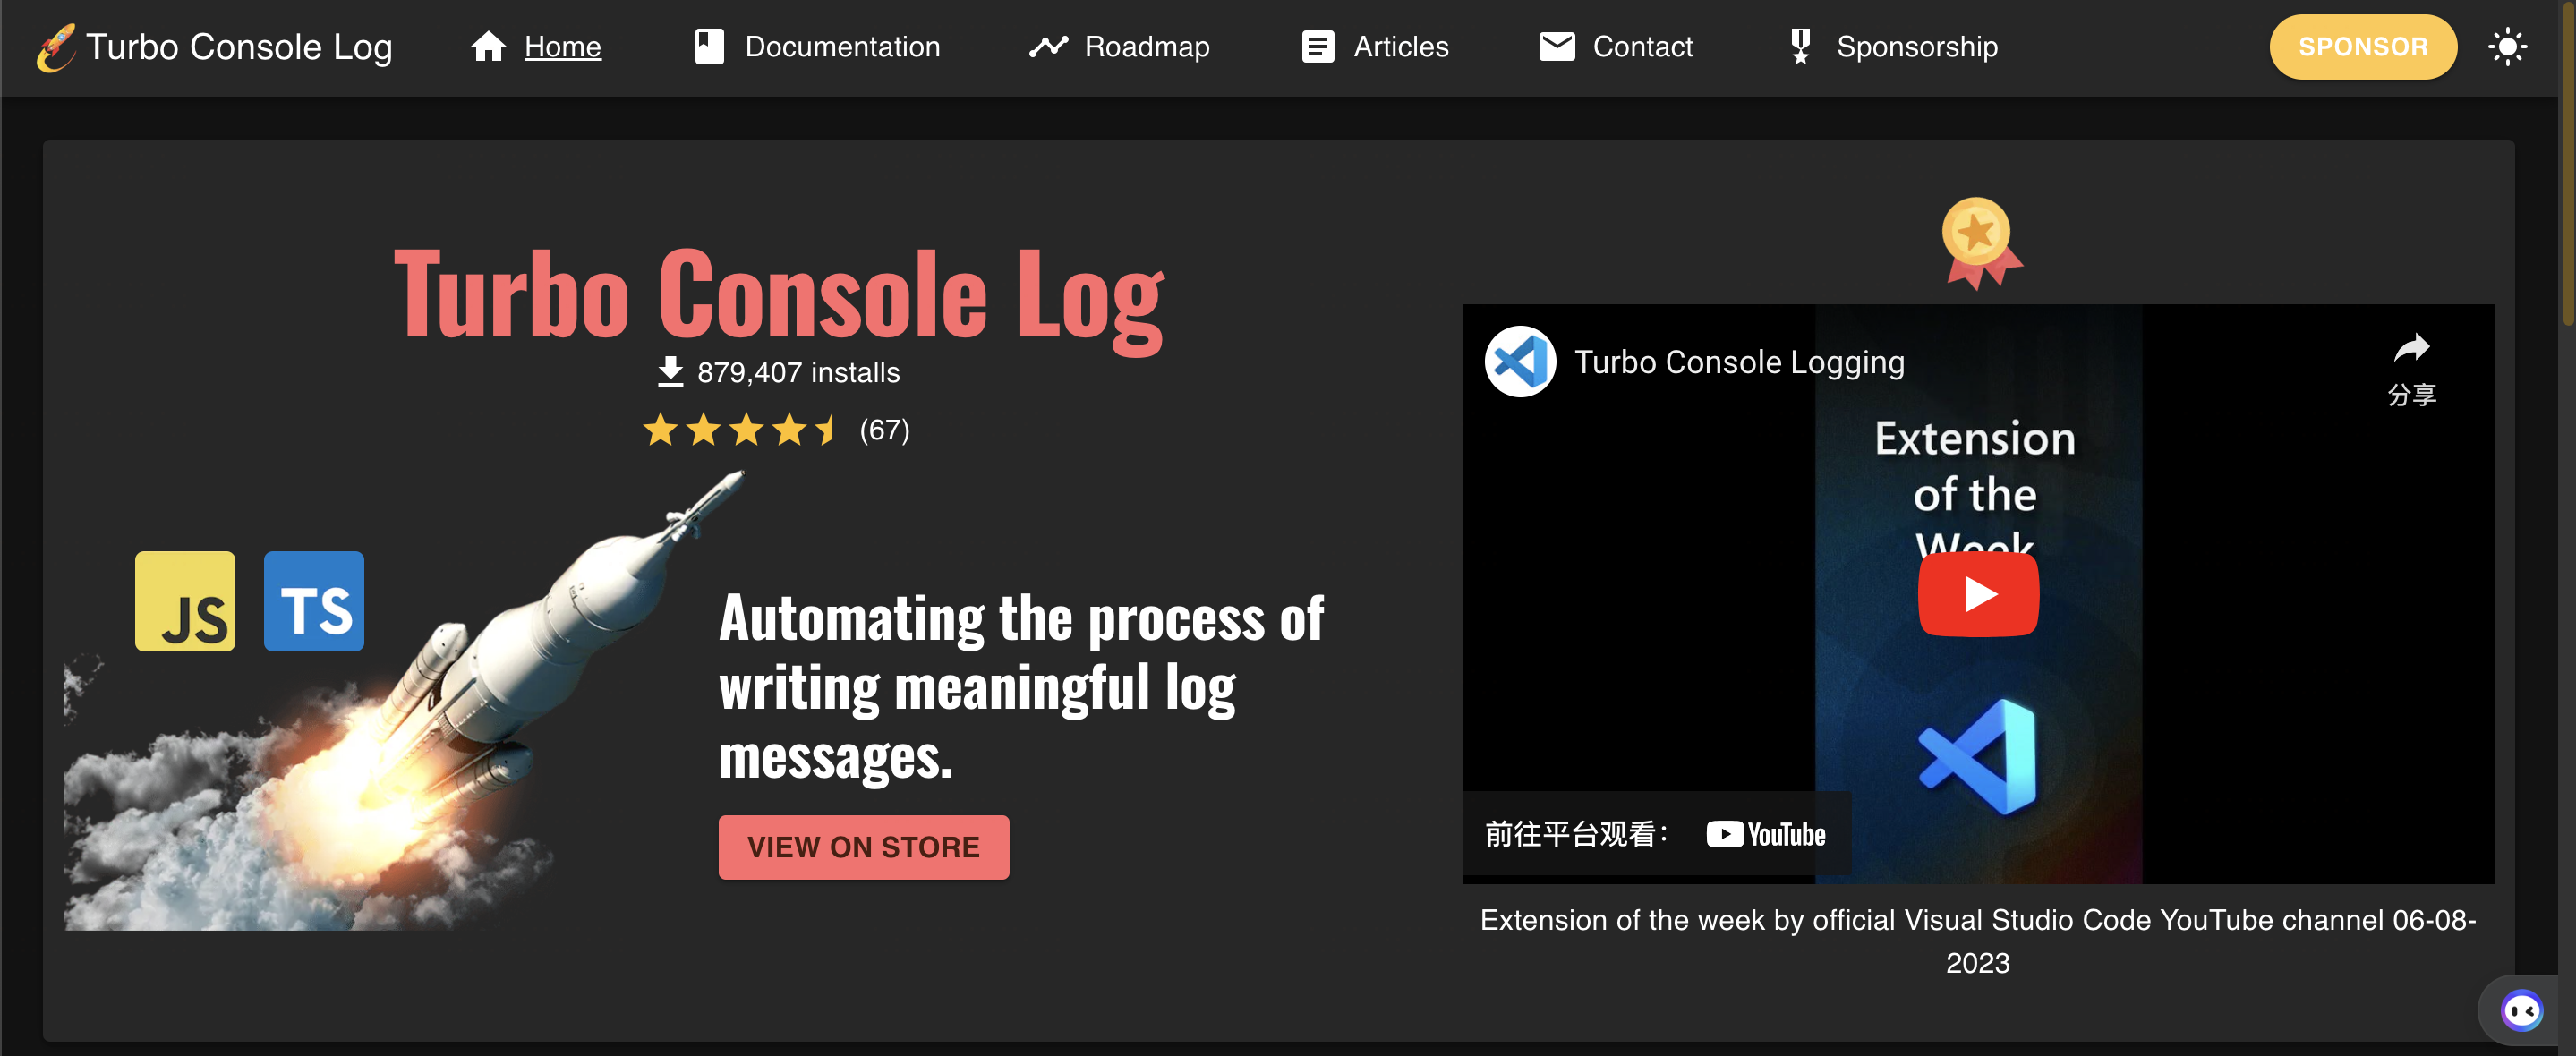 Turbo Console Log
Home
Documentation
Roadmap
Articles
Contact
Sponsorship
SPONSOR
Turbo Console Log
879,407 installs
(67)
JS
TS
Automating the process of
writing meaningful log
messages.
VIEW ON STORE
Turbo Console Logging
分享
Extension
of the
Week
前往平台观看：
YouTube
Extension of the week by official Visual Studio Code YouTube channel 06-08-
2023